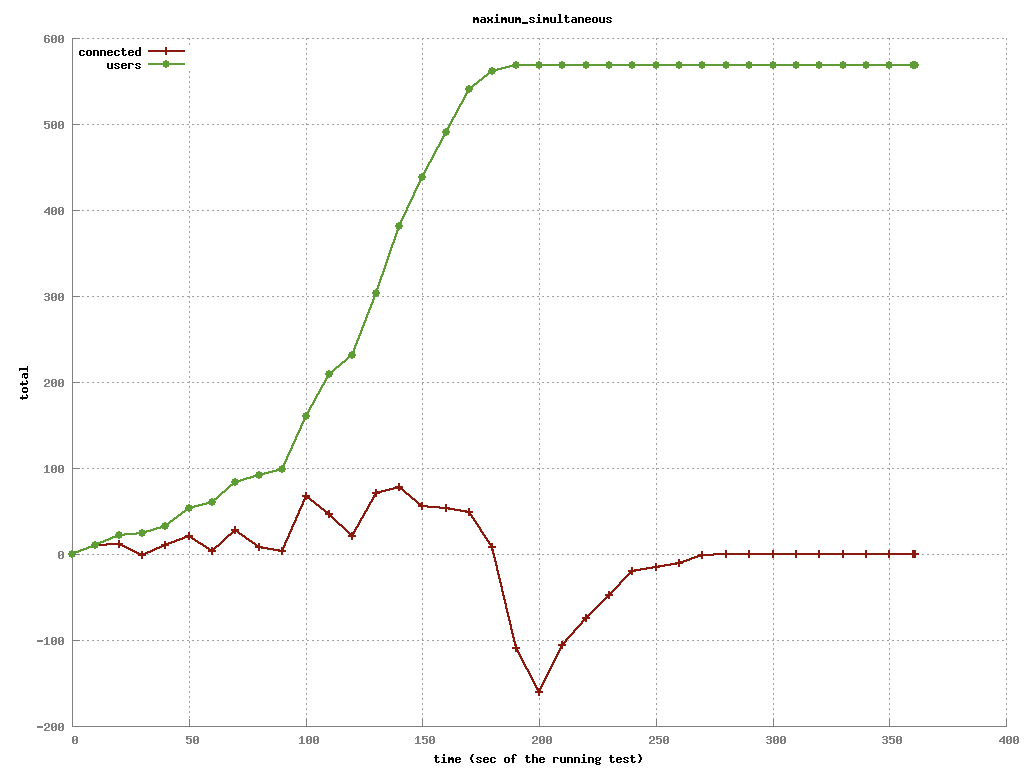 maximum_simultaneous
connected
users
600
500
400
300
200
100
0
-100
-200
total
0 50 100 150 200 250 300 350 400
time (sec of the running test)